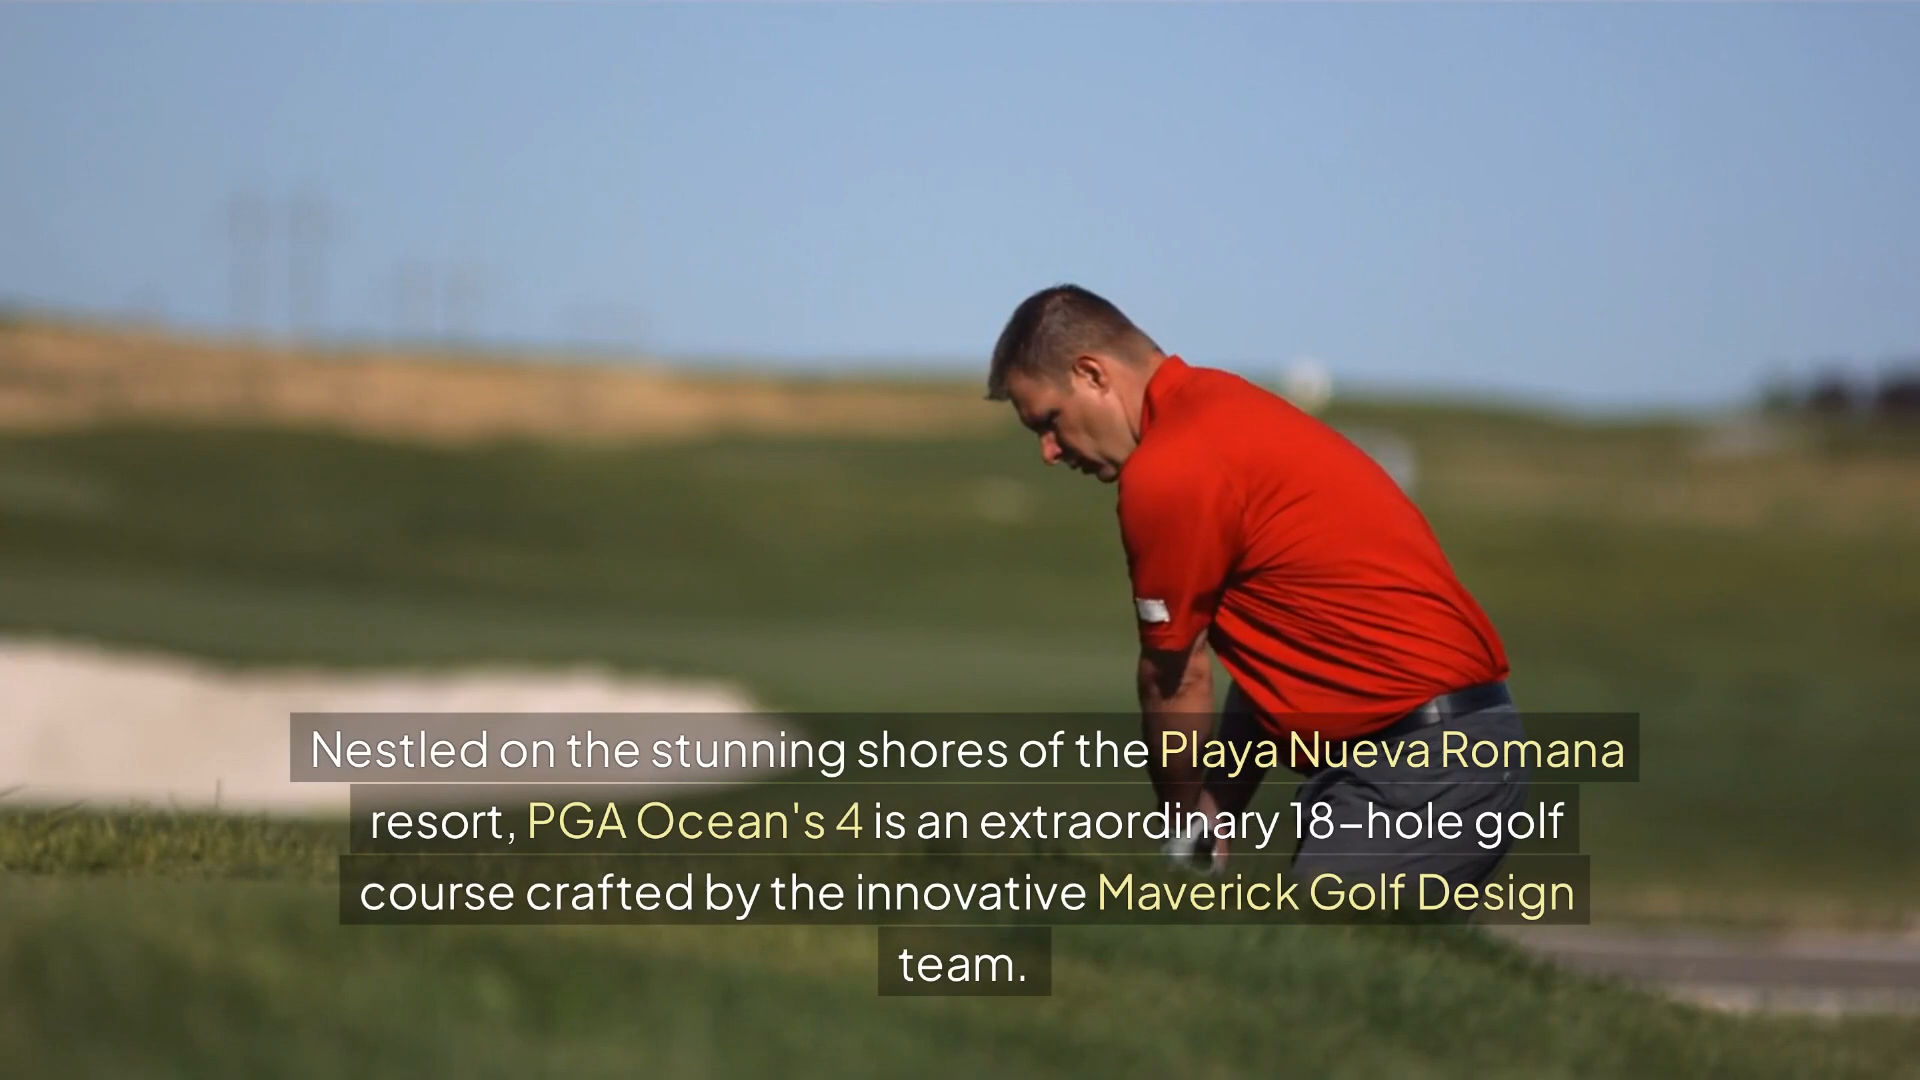 Nestled on the stunning shores of the Playa Nueva Romana
resort, PGA Ocean's 4 is an extraordinary 18-hole golf
course crafted by the innovative Maverick Golf Design
team.